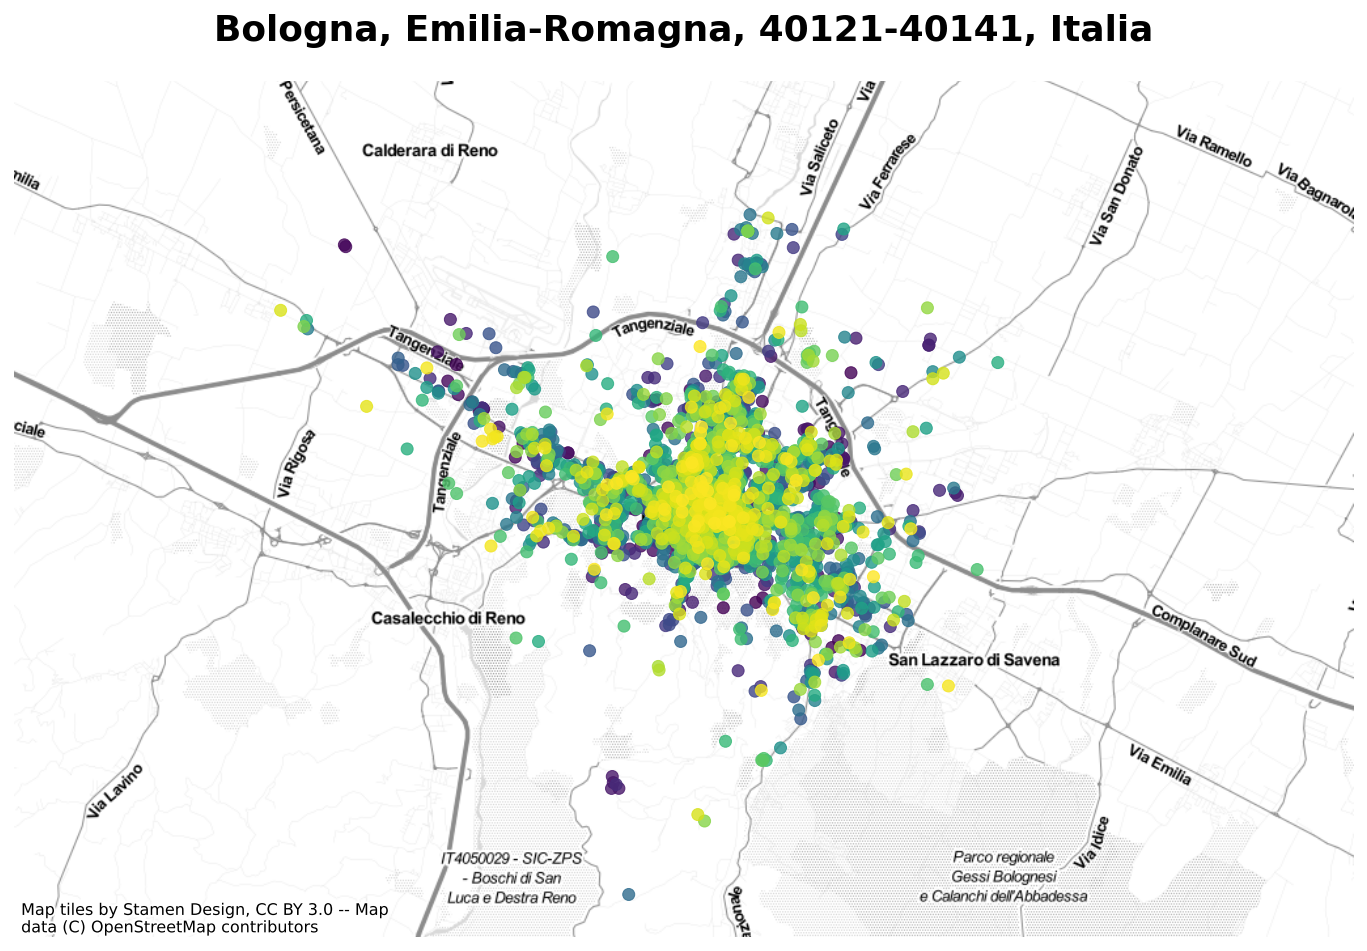 Bologna, Emilia-Romagna, 40121-40141, Italia
Persicetana
Calderara di Reno
Via Saliceto
Via
Via Ferrarese
Via San Donato
Via Ramello
Via Bagnarola
milia
Tangenziale
Tangenziale
ciale
Via Rigosa
Tangenziale
Casalecchio di Reno
San Lazzaro di Savena
Complanare Sud
Via Emilia
Via Lavino
Via Idice
IT4050029 - SIC-ZPS
- Boschi di San
Luca e Destra Reno
Parco regionale
Gessi Bolognesi
e Calanchi dell'Abbadessa
azionale
Map tiles by Stamen Design, CC BY 3.0 -- Map
data (C) OpenStreetMap contributors